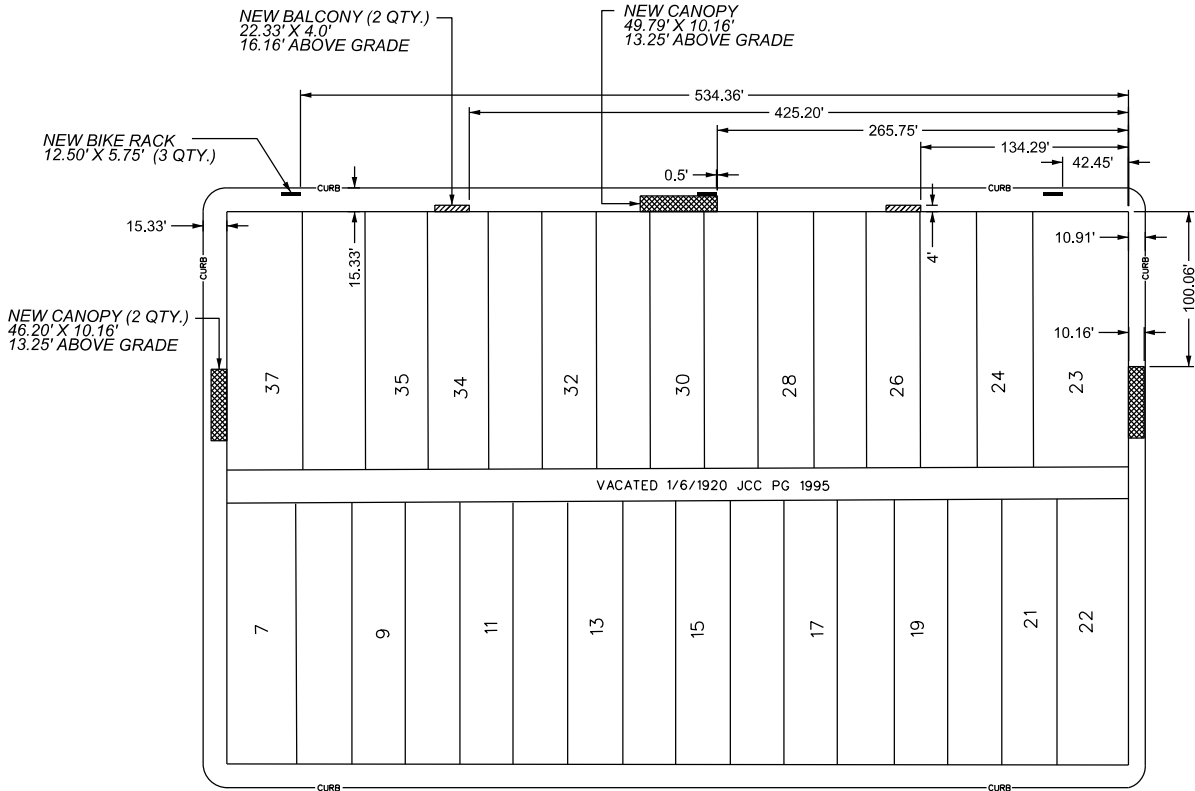 NEW BALCONY (2 QTY.)
22.33' X 4.0'
16.16' ABOVE GRADE
NEW CANOPY
49.79' X 10.16'
13.25' ABOVE GRADE
534.36'
425.20'
265.75'
NEW BIKE RACK
12.50' X 5.75' (3 QTY.)
134.29'
42.45'
0.5'
CURB
CURB
15.33'
15.33'
4'
10.91'
CURB
CURB
100.06'
NEW CANOPY (2 QTY.)
46.20' X 10.16'
13.25' ABOVE GRADE
10.16'
37
35
34
32
30
28
26
24
23
VACATED 1/6/1920 JCC PG 1995
7
9
11
13
15
17
19
21
22
CURB
CURB